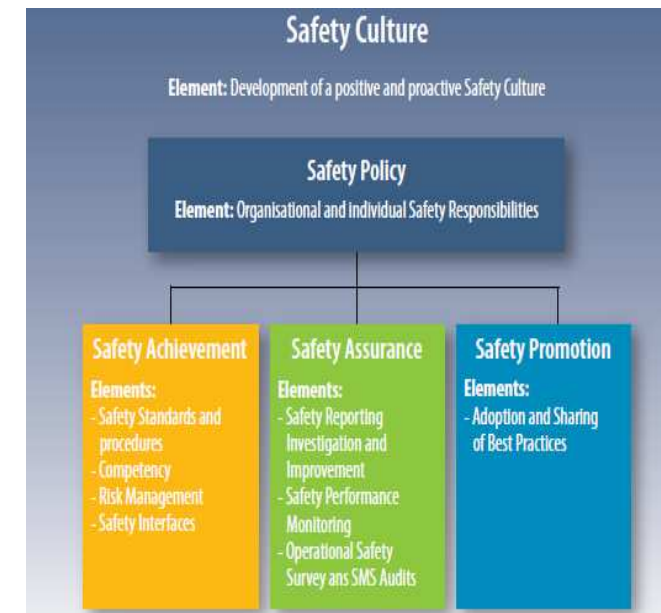 Safety Culture
Element: Development of a positive and proactive Safety Culture
Safety Policy
Element: Organisational and individual Safety Responsibilities
Safety Achievement
Elements:
- Safety Standards and
procedures
- Competency
- Risk Management
- Safety Interfaces
Safety Assurance
Elements:
- Safety Reporting
Investigation and
Improvement
- Safety Performance
Monitoring
- Operational Safety
Survey ans SMS Audits
Safety Promotion
Elements:
- Adoption and Sharing
of Best Practices